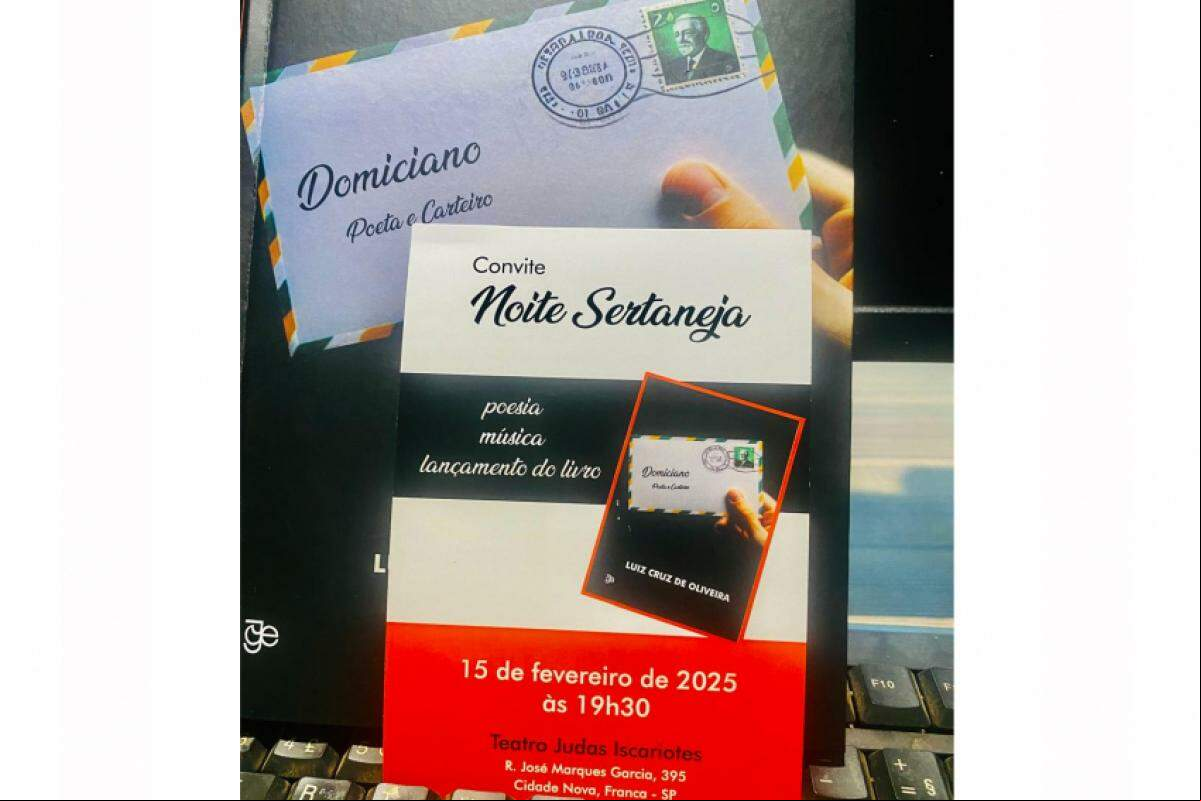 Domiciano
Poeta e Carteiro
Convite
Noite Sertaneja
poesia
música
lançamento do livro
Domiciano
Poeta e Carteiro
LUIZ CRUZ DE OLIVEIRA
15 de fevereiro de 2025
às 19h30
Teatro Judas Iscariotes
R. José Marques Garcia, 395
Cidade Nova, Franca - SP
F10